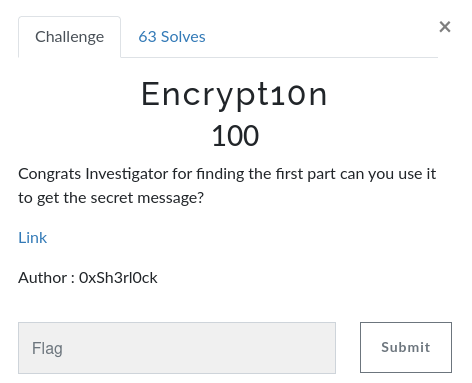 Challenge
63 Solves
×
Encrypt10n
100
Congrats Investigator for finding the first part can you use it
to get the secret message?
Link
Author : 0xSh3rl0ck
Flag
Submit